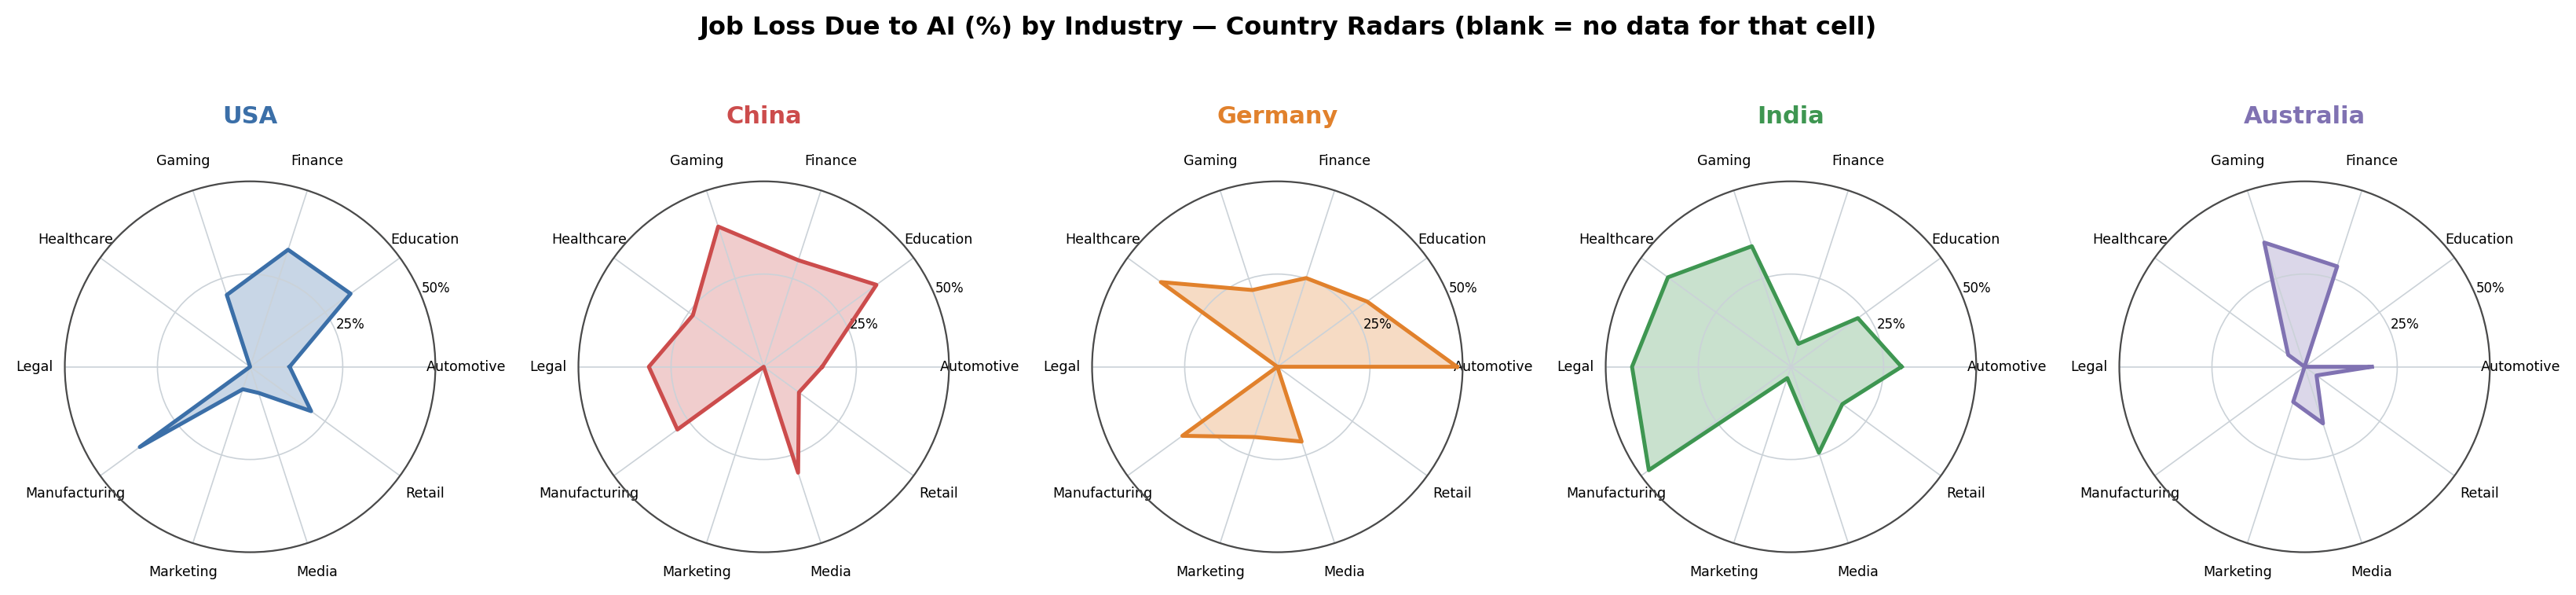 Job Loss Due to AI (%) by Industry — Country Radars (blank = no data for that cell)
USA
Gaming
Finance
Healthcare
Education
50%
25%
Legal
Automotive
Manufacturing
Retail
Marketing
Media
China
Gaming
Finance
Healthcare
Education
50%
25%
Legal
Automotive
Manufacturing
Retail
Marketing
Media
Germany
Gaming
Finance
Healthcare
Education
50%
25%
Legal
Automotive
Manufacturing
Retail
Marketing
Media
India
Gaming
Finance
Healthcare
Education
50%
25%
Legal
Automotive
Manufacturing
Retail
Marketing
Media
Australia
Gaming
Finance
Healthcare
Education
50%
25%
Legal
Automotive
Manufacturing
Retail
Marketing
Media